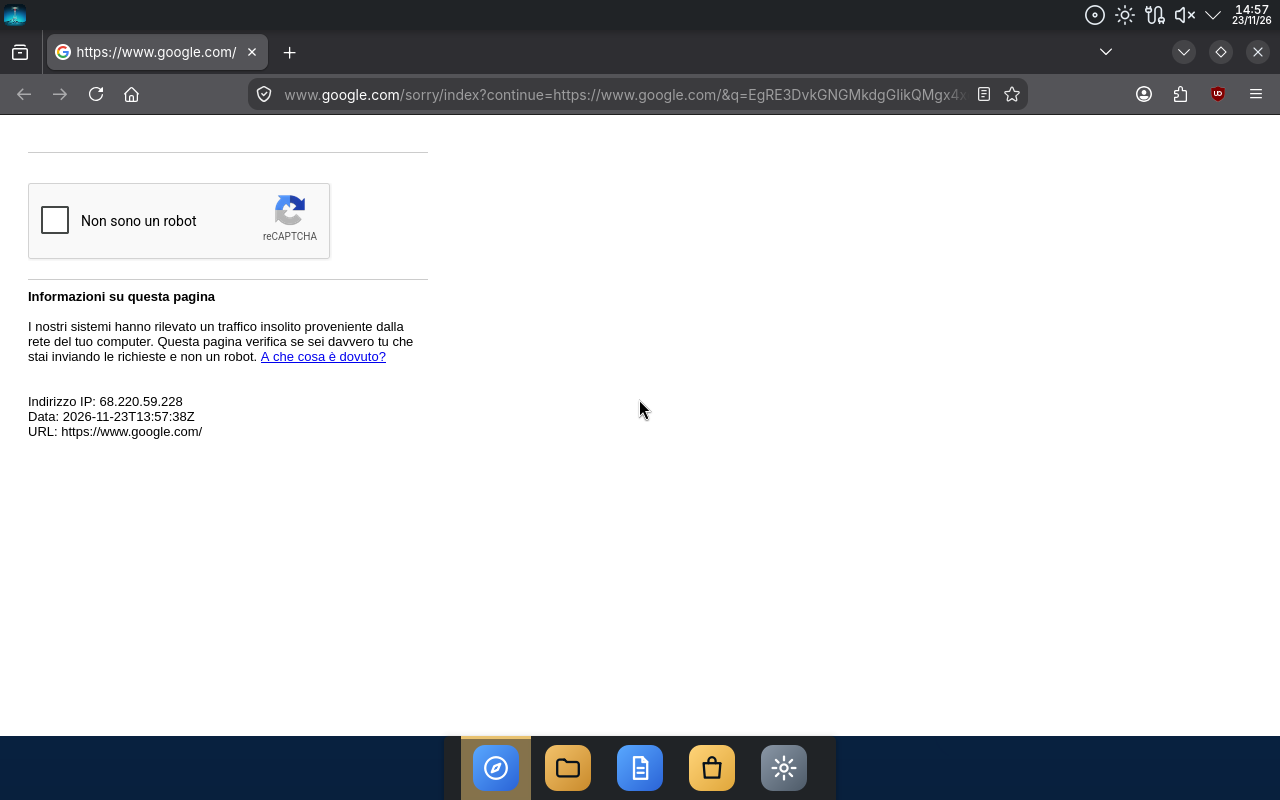 14:57
23/11/26
https://www.google.com/
www.google.com/sorry/index?continue=https://www.google.com/&q=EgRE3DvkGNGMkdgGIikQMgx4x
UD
Non sono un robot
reCAPTCHA
Informazioni su questa pagina
I nostri sistemi hanno rilevato un traffico insolito proveniente dalla
rete del tuo computer. Questa pagina verifica se sei davvero tu che
stai inviando le richieste e non un robot. A che cosa è dovuto?
Indirizzo IP: 68.220.59.228
Data: 2026-11-23T13:57:38Z
URL: https://www.google.com/